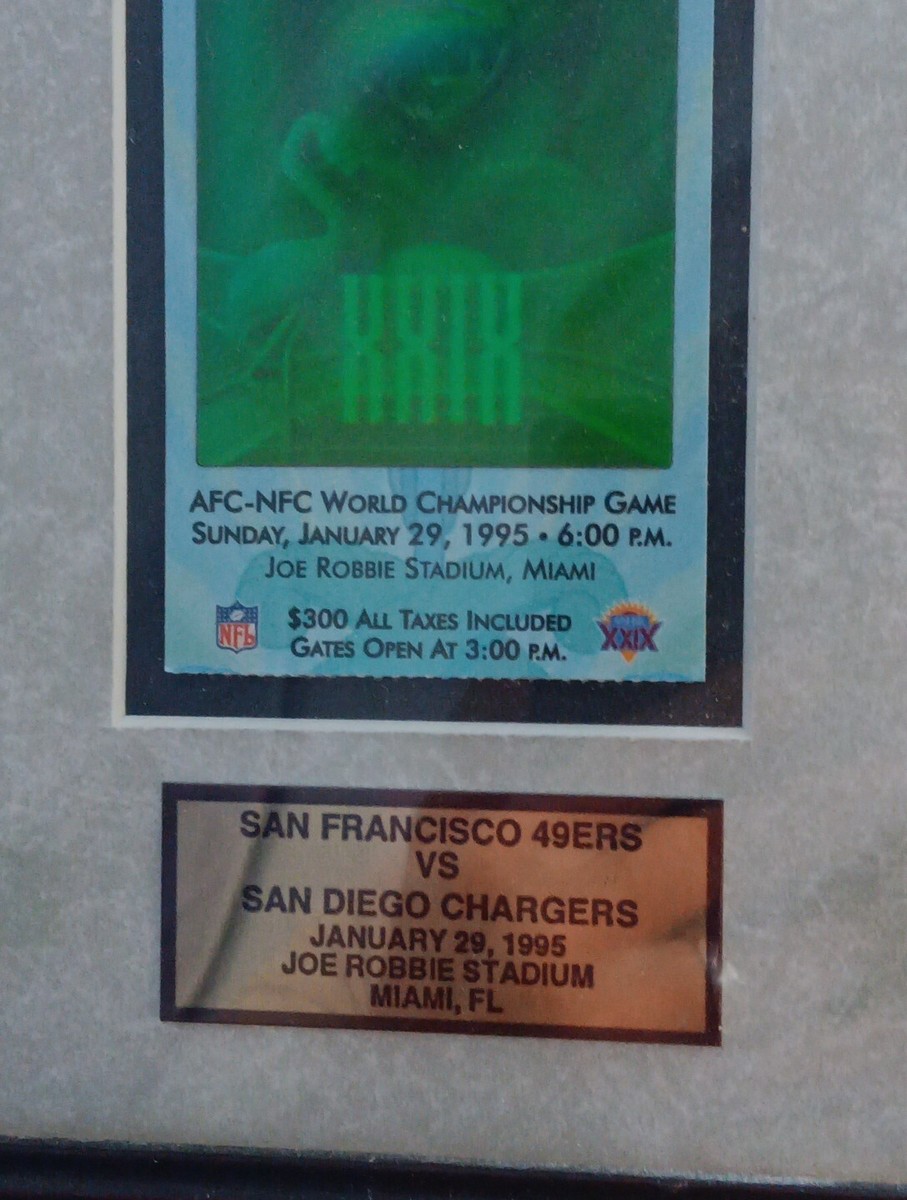 XXIX
AFC-NFC WORLD CHAMPIONSHIP GAME
SUNDAY, JANUARY 29, 1995 • 6:00 P.M.
JOE ROBBIE STADIUM, MIAMI
$300 ALL TAXES INCLUDED
GATES OPEN AT 3:00 P.M.
NFL
XXIX
SAN FRANCISCO 49ERS
VS
SAN DIEGO CHARGERS
JANUARY 29, 1995
JOE ROBBIE STADIUM
MIAMI, FL